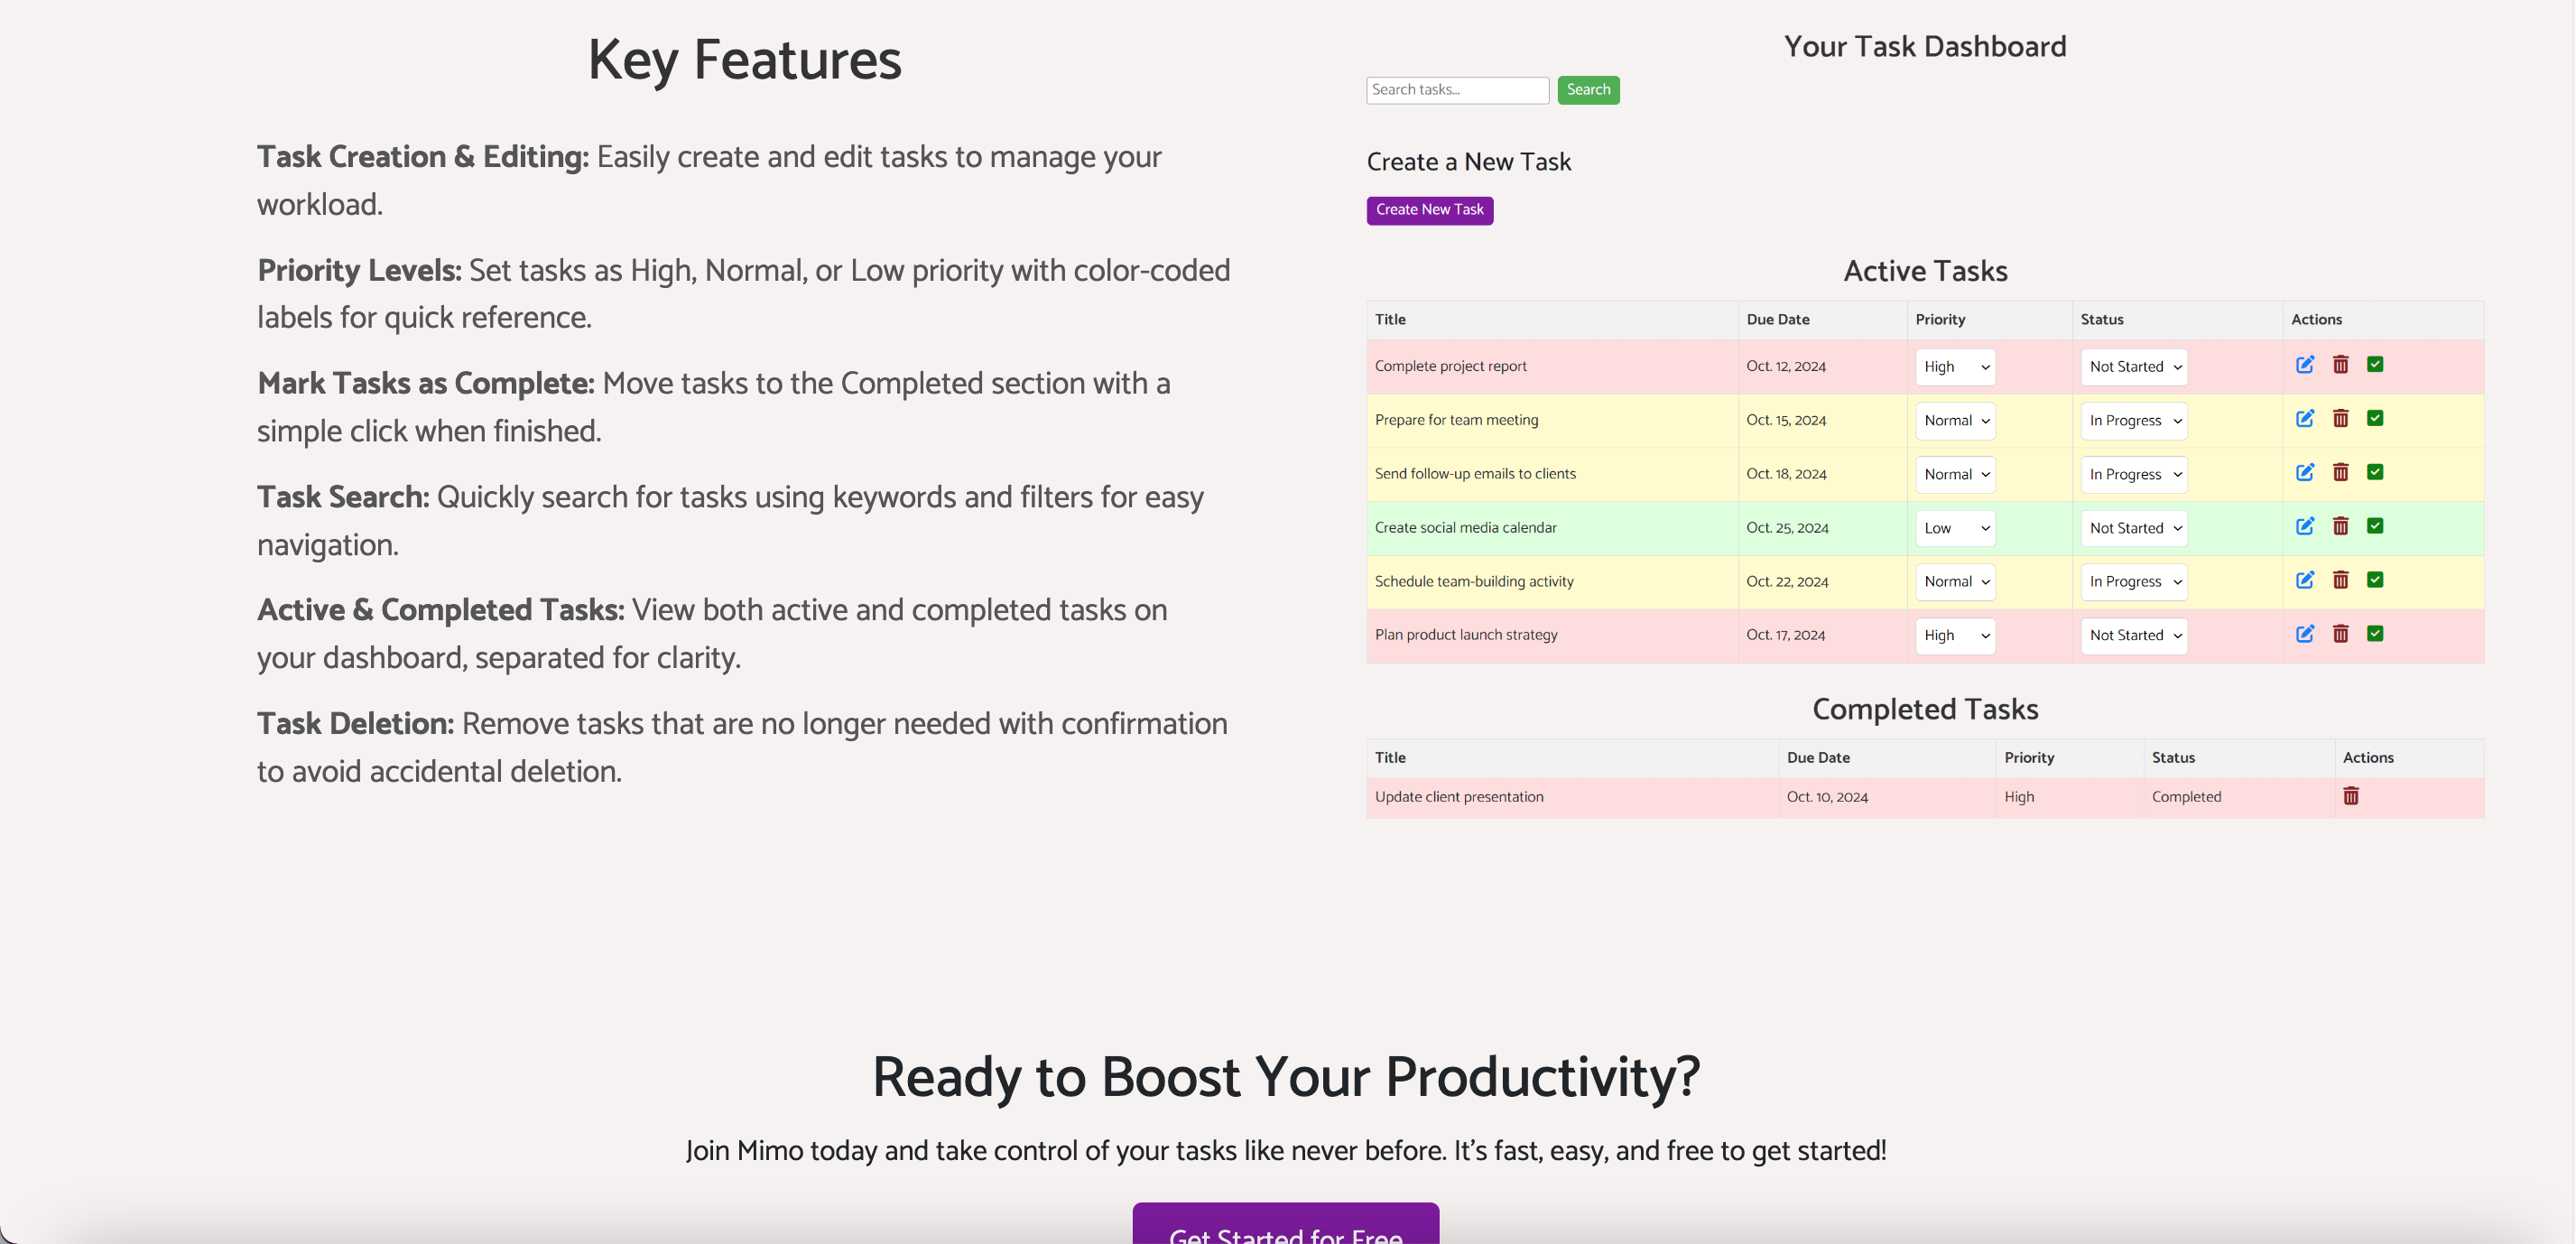 Key Features
Task Creation & Editing: Easily create and edit tasks to manage your
workload.
Priority Levels: Set tasks as High, Normal, or Low priority with color-coded
labels for quick reference.
Mark Tasks as Complete: Move tasks to the Completed section with a
simple click when finished.
Task Search: Quickly search for tasks using keywords and filters for easy
navigation.
Active & Completed Tasks: View both active and completed tasks on
your dashboard, separated for clarity.
Task Deletion: Remove tasks that are no longer needed with confirmation
to avoid accidental deletion.
Your Task Dashboard
Search tasks... Search
Create a New Task
Create New Task
Active Tasks
Title Due Date Priority Status Actions
Complete project report Oct. 12, 2024 High Not Started
Prepare for team meeting Oct. 15, 2024 Normal In Progress
Send follow-up emails to clients Oct. 18, 2024 Normal In Progress
Create social media calendar Oct. 25, 2024 Low Not Started
Schedule team-building activity Oct. 22, 2024 Normal In Progress
Plan product launch strategy Oct. 17, 2024 High Not Started
Completed Tasks
Title Due Date Priority Status Actions
Update client presentation Oct. 10, 2024 High Completed
Ready to Boost Your Productivity?
Join Mimo today and take control of your tasks like never before. It's fast, easy, and free to get started!
Get Started for Free